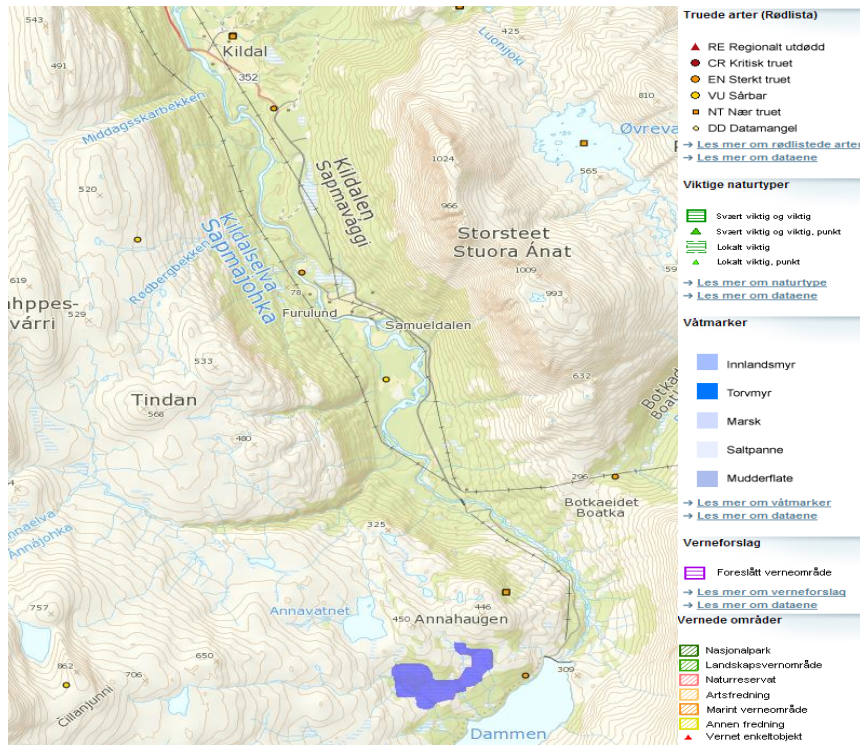 543
491
Kildal
352
425
Luonjoki
Middagsskarbekken
810
Øvreva
565
1024
520
966
Kildalen
Sapmavággi
Storsteet
Stuora Ánat
Kildalselva
Sapmajohka
Rødbergbekken
1009
619
993
78
ahppes-
várri
529
Furulund
Samueldalen
533
632
Botkad
Boatk
Tindan
568
480
296
Botkaeidet
Boatka
325
nnaelva
Ánnájohka
757
Annavatnet
446
450
Annahaugen
862
706
650
309
Čillanjunni
Dammen
Truede arter (Rødlista)
RE Regionalt utdødd
CR Kritisk truet
EN Sterkt truet
VU Sårbar
NT Nær truet
DD Datamangel
→ Les mer om rødlistede arter
→ Les mer om dataene
Viktige naturtyper
Svært viktig og viktig
Svært viktig og viktig, punkt
Lokalt viktig
Lokalt viktig, punkt
→ Les mer om naturtype
→ Les mer om dataene
Våtmarker
Innlandsmyr
Torvmyr
Marsk
Saltpanne
Mudderflate
→ Les mer om våtmarker
→ Les mer om dataene
Verneforslag
Foreslått verneområde
→ Les mer om verneforslag
→ Les mer om dataene
Vernede områder
Nasjonalpark
Landskapsvernområde
Naturreservat
Artsfredning
Marint verneområde
Annen fredning
Vernet enkeltobjekt